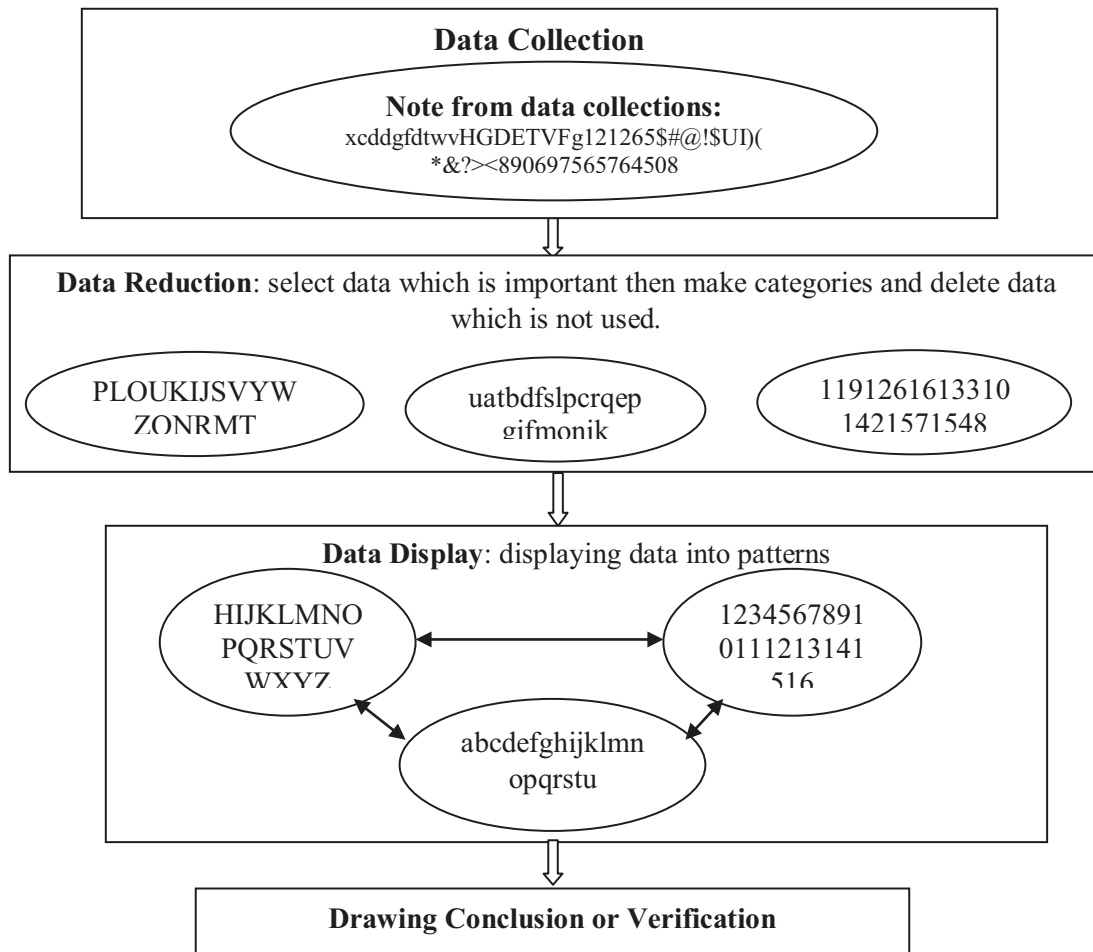 Data Collection
Note from data collections:
xcddgfdtwvHGDETVFg121265$#@!$UI)(
*&?><890697565764508
Data Reduction: select data which is important then make categories and delete data
which is not used.
PLOUKIJSVYW
ZONRMT
uatbdfslpcrqep
gifmonik
1191261613310
1421571548
Data Display: displaying data into patterns
HIJKLMNO
PQRSTUV
WXYZ
1234567891
0111213141
516
abcdefghijklmn
opqrstu
Drawing Conclusion or Verification